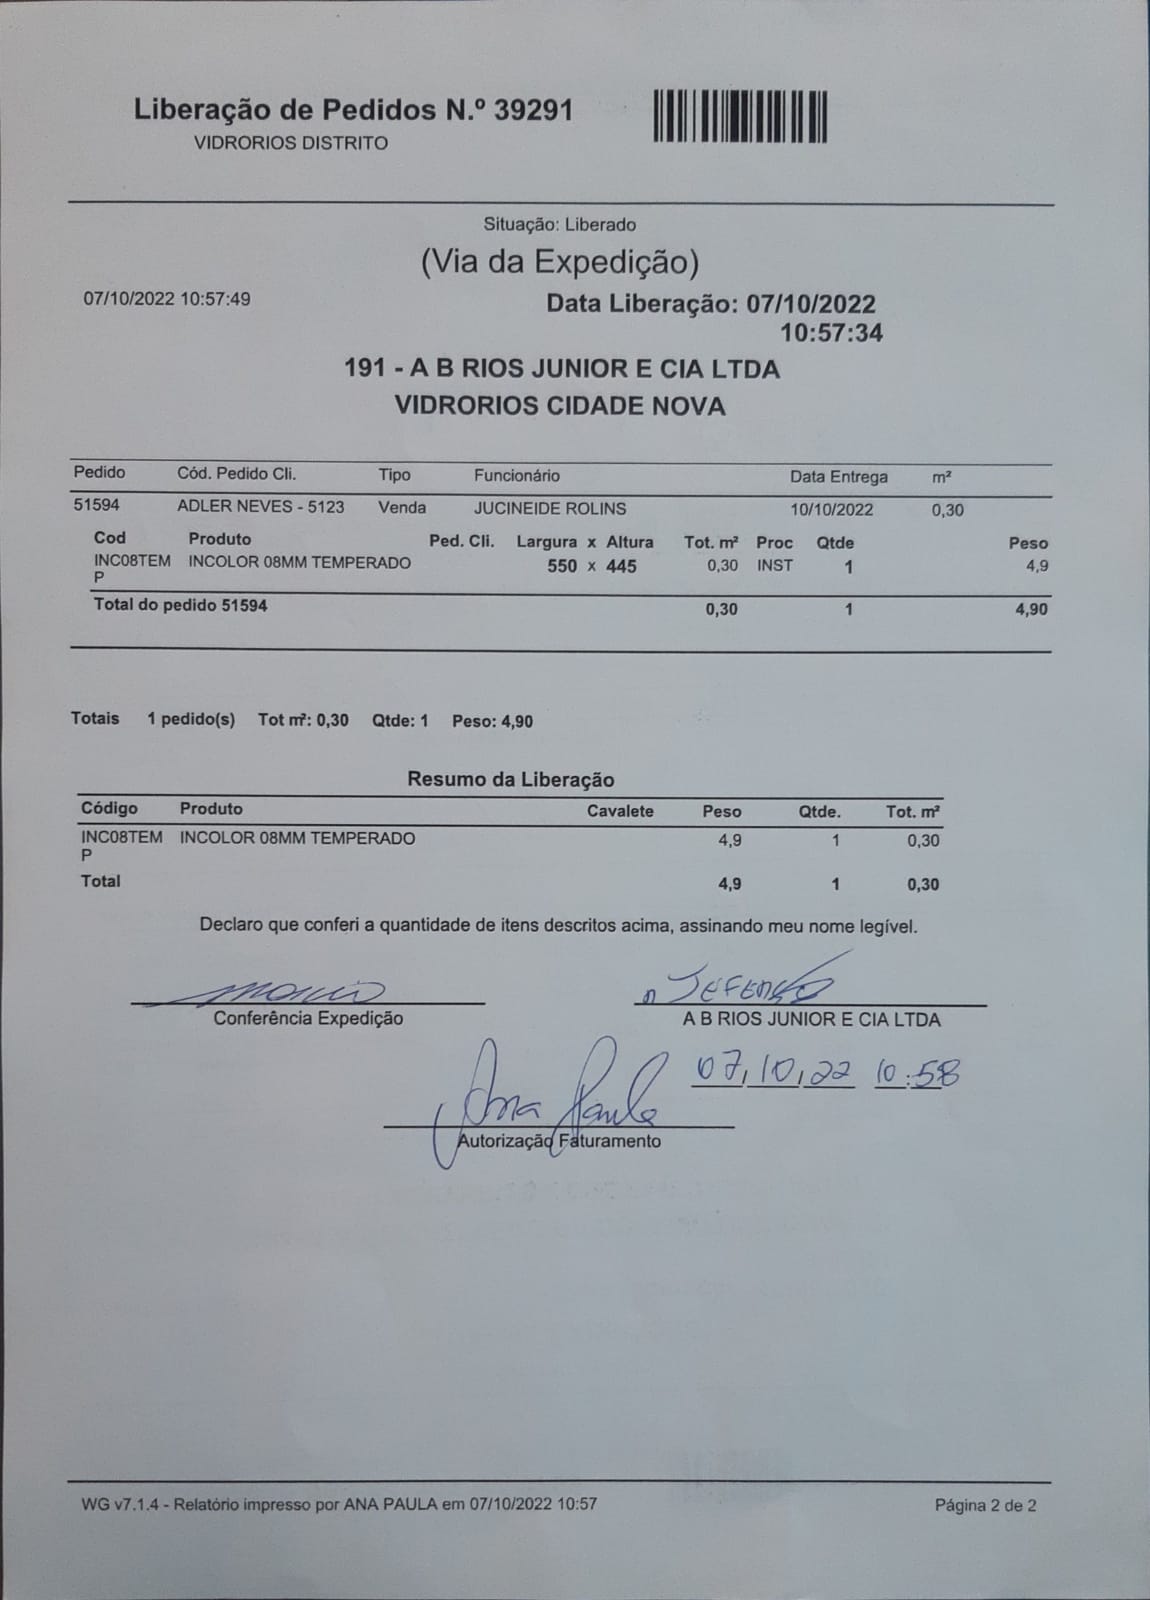 Liberação de Pedidos N.º 39291
VIDRORIOS DISTRITO
Situação: Liberado
(Via da Expedição)
07/10/2022 10:57:49
Data Liberação: 07/10/2022
10:57:34
191 - A B RIOS JUNIOR E CIA LTDA
VIDRORIOS CIDADE NOVA
Pedido Cód. Pedido Cli. Tipo Funcionário Data Entrega m²
51594 ADLER NEVES - 5123 Venda JUCINEIDE ROLINS 10/10/2022 0,30
Cod Produto Ped. Cli. Largura x Altura Tot. m² Proc Qtde Peso
INC08TEM INCOLOR 08MM TEMPERADO 550 x 445 0,30 INST 1 4,9
P
Total do pedido 51594 0,30 1 4,90
Totais 1 pedido(s) Tot m²: 0,30 Qtde: 1 Peso: 4,90
Resumo da Liberação
Código Produto Cavalete Peso Qtde. Tot. m²
INC08TEM INCOLOR 08MM TEMPERADO 4,9 1 0,30
P
Total 4,9 1 0,30
Declaro que conferi a quantidade de itens descritos acima, assinando meu nome legível.
Conferência Expedição
A B RIOS JUNIOR E CIA LTDA
07/10/22 10:58
Ana Paula
Autorização Faturamento
WG v7.1.4 - Relatório impresso por ANA PAULA em 07/10/2022 10:57
Página 2 de 2